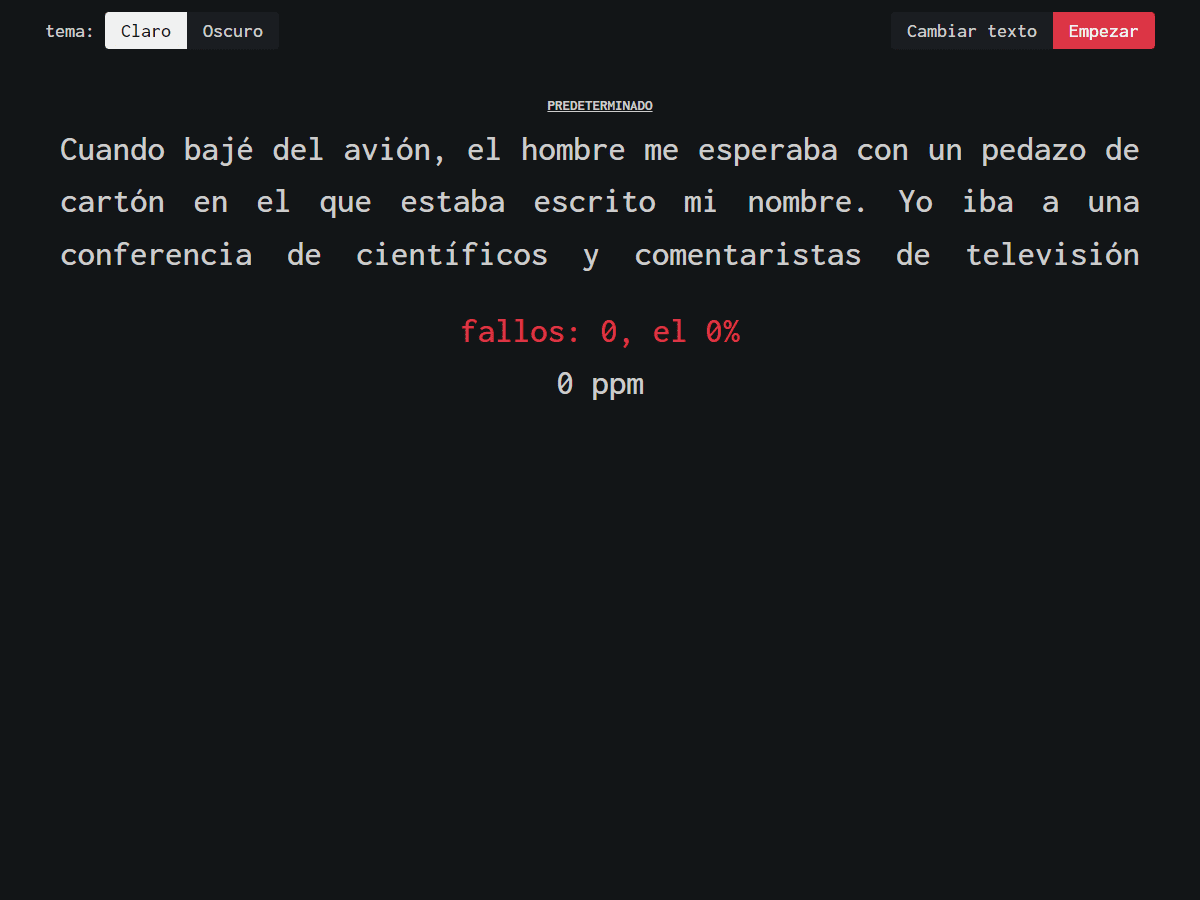 tema: Claro Oscuro Cambiar texto Empezar
PREDETERMINADO
Cuando bajé del avión, el hombre me esperaba con un pedazo de
cartón en el que estaba escrito mi nombre. Yo iba a una
conferencia de científicos y comentaristas de televisión
fallos: 0, el 0%
0 ppm